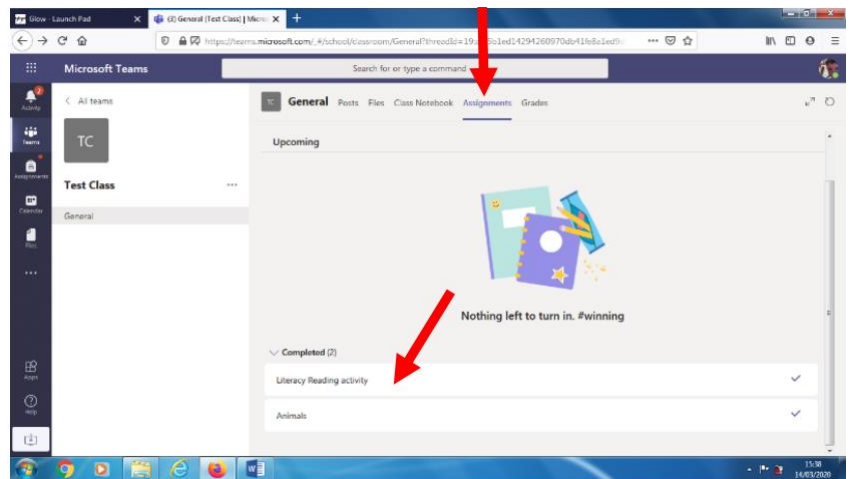 Glow - Launch Pad
(2) General (Test Class) | Micros
Microsoft Teams
Search for or type a command
Activity
2
Teams
Assignments
Calendar
Files
Apps
Help
All teams
TC
Test Class
General
TC
General Posts Files Class Notebook Assignments Grades
Upcoming
Nothing left to turn in. #winning
Completed (2)
Literacy Reading activity
Animals
15:38
14/03/2020